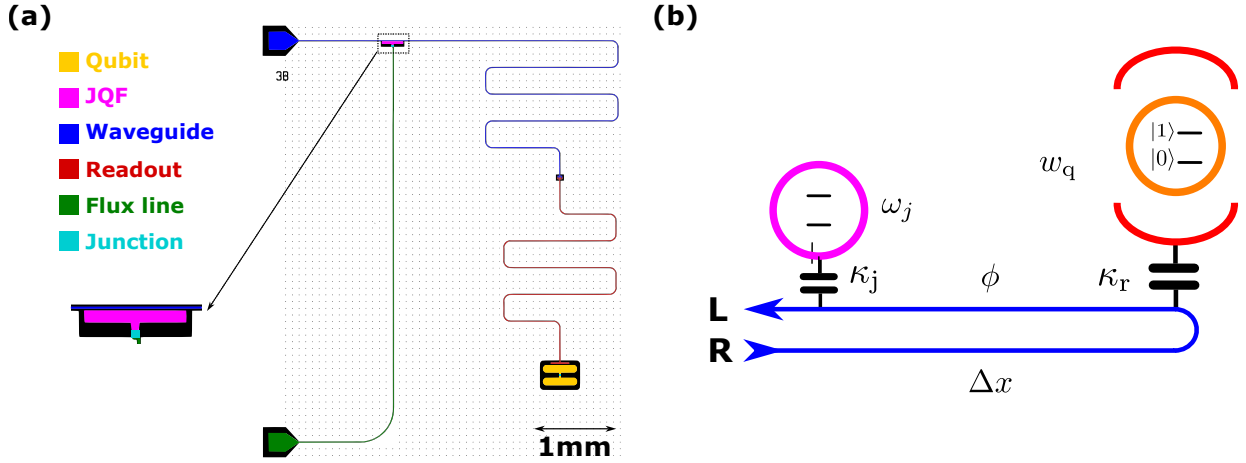 (a)
Qubit
JQF
Waveguide
Readout
Flux line
Junction
3B
1mm
(b)
|1⟩
|0⟩
w_q
ω_j
κ_j
ϕ
κ_r
L
R
Δx